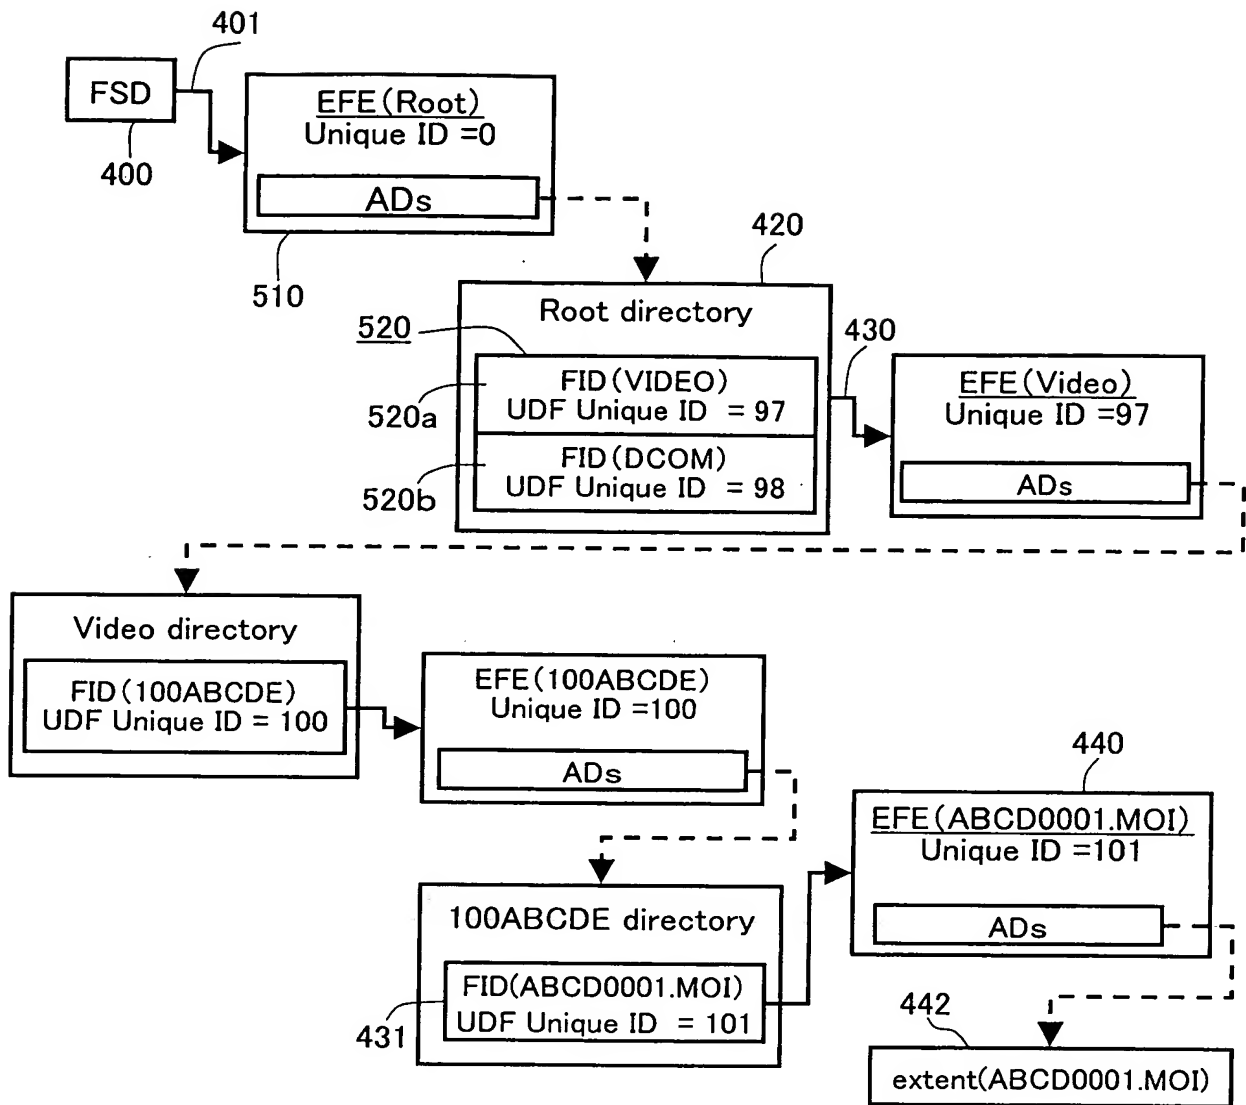 401
FSD
400
EFE(Root)
Unique ID =0
ADs
510
420
Root directory
520
430
FID(VIDEO)
UDF Unique ID = 97
520a
FID(DCOM)
UDF Unique ID = 98
520b
EFE(Video)
Unique ID =97
ADs
Video directory
FID(100ABCDE)
UDF Unique ID = 100
EFE(100ABCDE)
Unique ID =100
ADs
440
EFE(ABCD0001.MOI)
Unique ID =101
ADs
100ABCDE directory
FID(ABCD0001.MOI)
UDF Unique ID = 101
431
442
extent(ABCD0001.MOI)